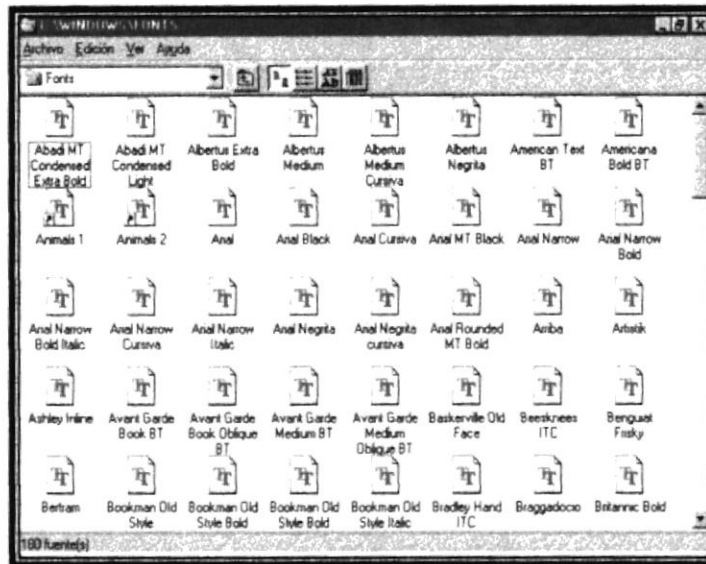 C:\WINDOWS\FONTS
Archivo Edición Ver Ayuda
Fonts
Abadi MT Condensed Extra Bold
Abadi MT Condensed Light
Albertus Extra Bold
Albertus Medium
Albertus Medium Cursiva
Albertus Negrita
American Text BT
Americana Bold BT
Animals 1
Animals 2
Arial
Arial Black
Arial Cursiva
Arial MT Black
Arial Narrow
Arial Narrow Bold
Arial Narrow Bold Italic
Arial Narrow Cursiva
Arial Narrow Italic
Arial Negrita
Arial Negrita cursiva
Arial Rounded MT Bold
Arriba
Artistik
Ashley Inline
Avant Garde Book BT
Avant Garde Book Oblique BT
Avant Garde Medium BT
Avant Garde Medium Oblique BT
Baskerville Old Face
Beesknees ITC
Benguiat Frisky
Bertram
Bookman Old Style
Bookman Old Style Bold
Bookman Old Style Bold
Bookman Old Style Italic
Bradley Hand ITC
Braggadocio
Britannic Bold
180 fuente(s)